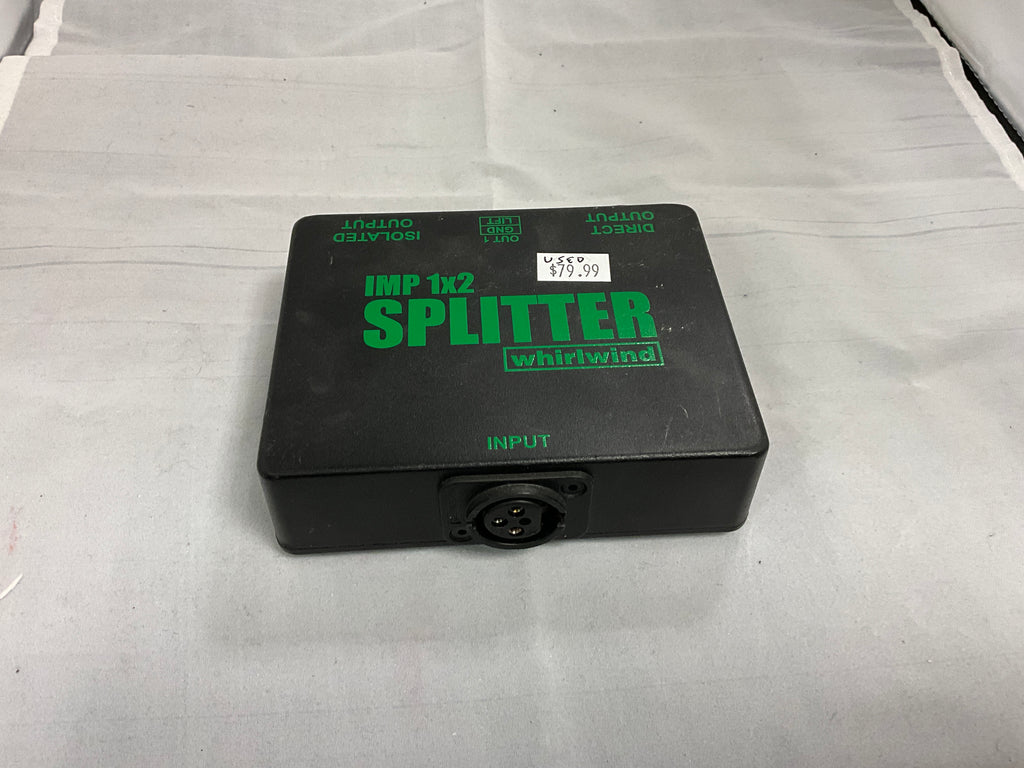 ISOLATED
OUTPUT
OUT 1
GND
LIFT
DIRECT
OUTPUT
USED
$79.99
IMP 1x2
SPLITTER
whirlwind
INPUT